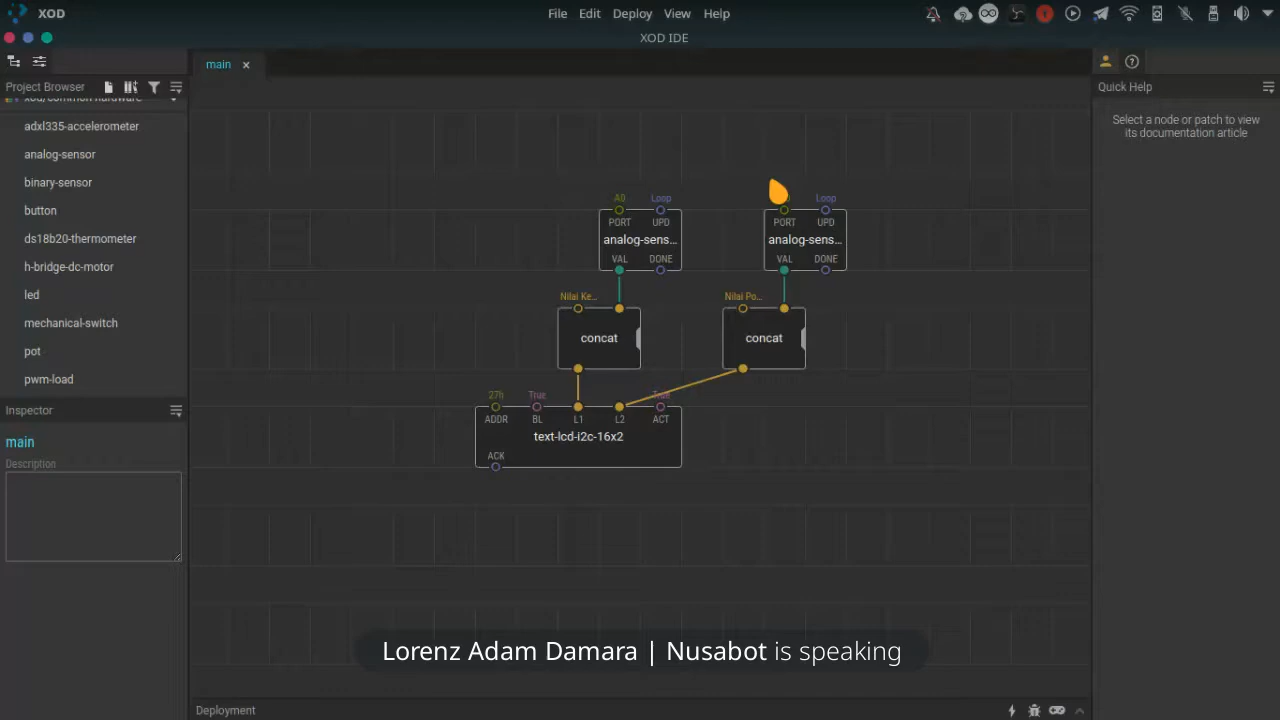 XOD
File Edit Deploy View Help
XOD IDE
main
Project Browser
Quick Help
xod/common-hardware
adxl335-accelerometer
analog-sensor
binary-sensor
button
ds18b20-thermometer
h-bridge-dc-motor
led
mechanical-switch
pot
pwm-load
Select a node or patch to view
its documentation article
A0 Loop Loop
PORT UPD PORT UPD
analog-sens... analog-sens...
VAL DONE VAL DONE
Nilai Ke... Nilai Po...
concat concat
27h True True
ADDR BL L1 L2 ACT
text-lcd-i2c-16x2
ACK
Inspector
main
Description
Lorenz Adam Damara | Nusabot is speaking
Deployment